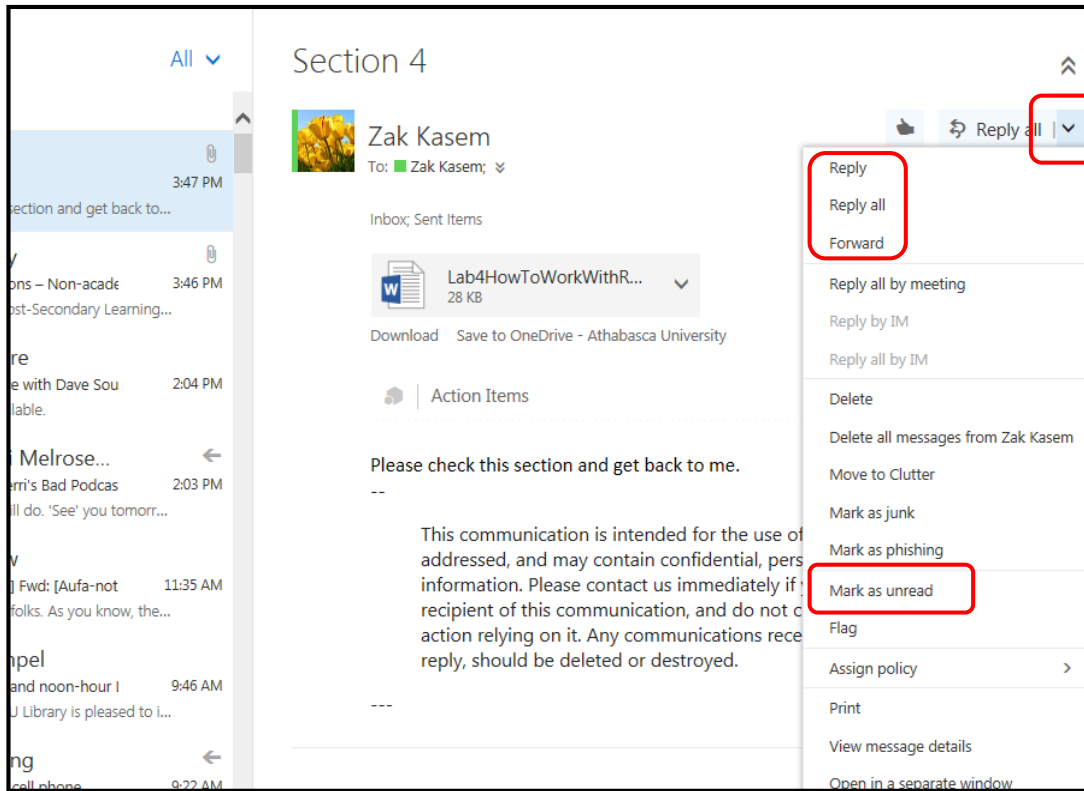 All
3:47 PM
section and get back to...
y
ons – Non-acade
3:46 PM
ost-Secondary Learning...
re
e with Dave Sou
2:04 PM
lable.
i Melrose...
erri's Bad Podcas
2:03 PM
ill do. 'See' you tomorr...
w
] Fwd: [Aufa-not
11:35 AM
folks. As you know, the...
npel
and noon-hour l
9:46 AM
U Library is pleased to i...
ng
cell phone
9:22 AM
Section 4
Zak Kasem
To: Zak Kasem;
Inbox; Sent Items
Lab4HowToWorkWithR...
28 KB
Download Save to OneDrive - Athabasca University
Action Items
Please check this section and get back to me.
--
This communication is intended for the use of
addressed, and may contain confidential, pers
information. Please contact us immediately if y
recipient of this communication, and do not c
action relying on it. Any communications rece
reply, should be deleted or destroyed.
---
Reply all
Reply
Reply all
Forward
Reply all by meeting
Reply by IM
Reply all by IM
Delete
Delete all messages from Zak Kasem
Move to Clutter
Mark as junk
Mark as phishing
Mark as unread
Flag
Assign policy
Print
View message details
Open in a separate window